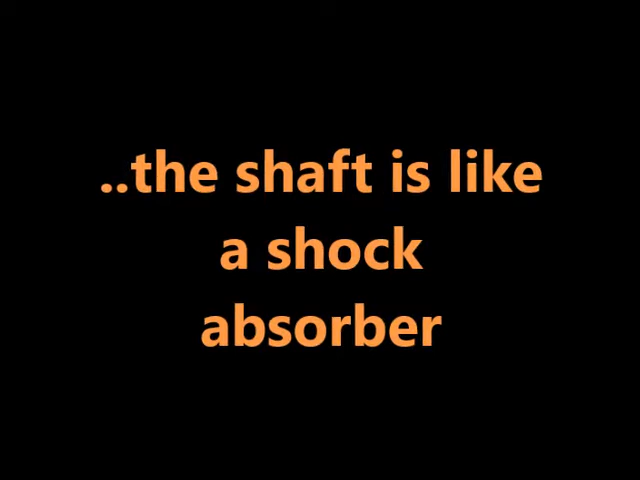 ..the shaft is like
a shock
absorber